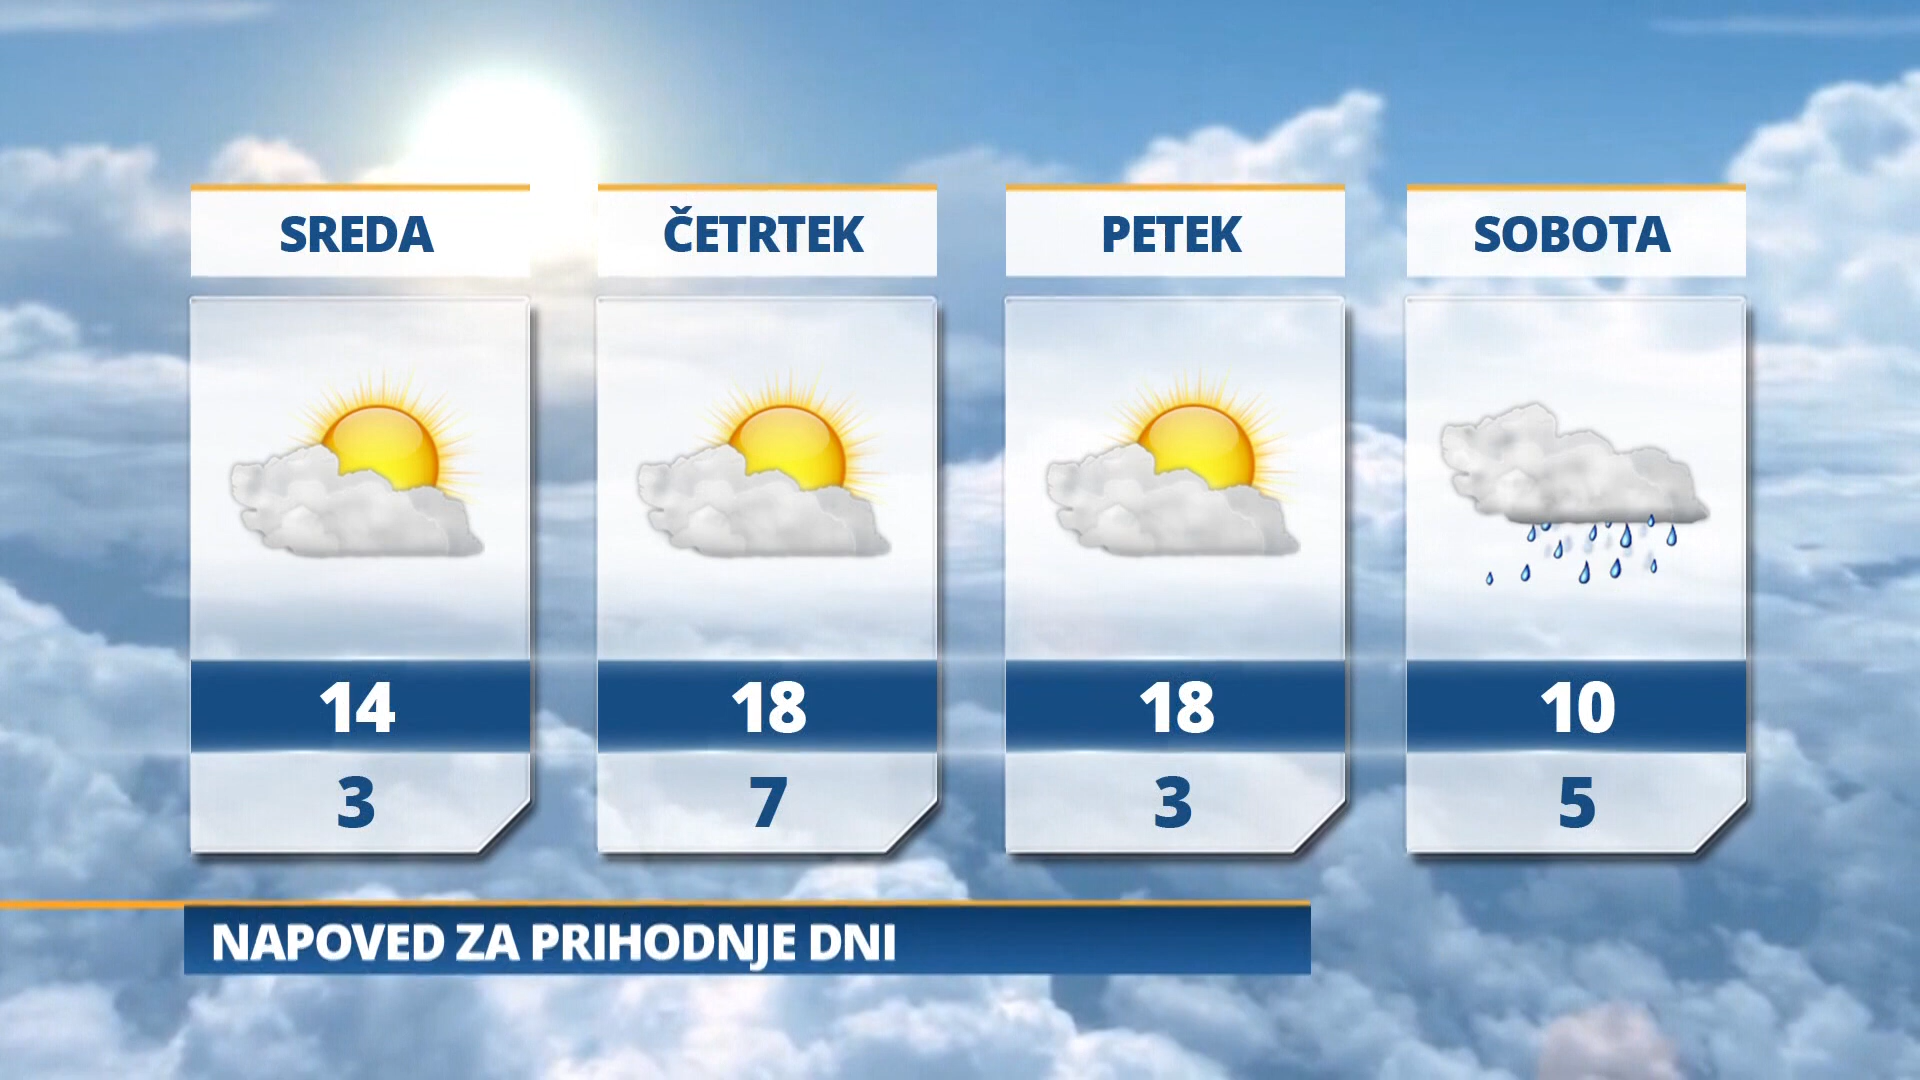 SREDA
ČETRTEK
PETEK
SOBOTA
14
18
18
10
3
7
3
5
NAPOVED ZA PRIHODNJE DNI